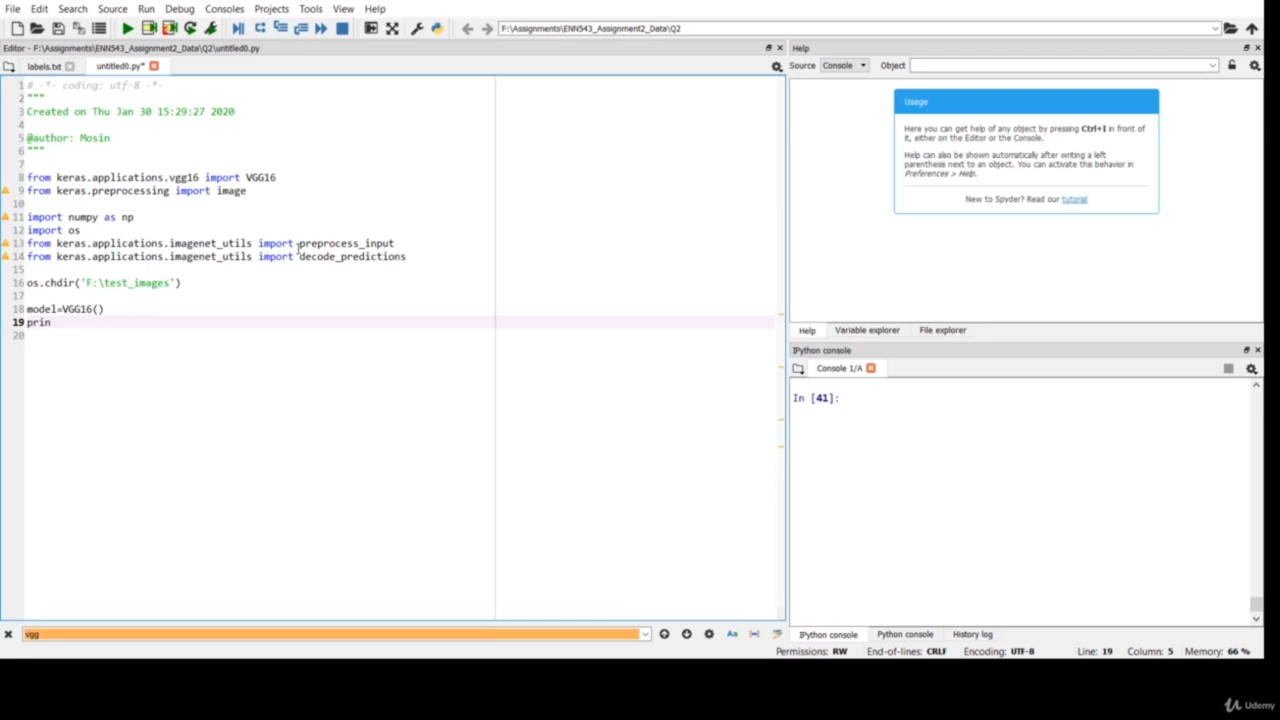 File Edit Search Source Run Debug Consoles Projects Tools View Help
F:\Assignments\ENN543_Assignment2_Data\Q2
Editor - F:\Assignments\ENN543_Assignment2_Data\Q2\untitled0.py
labels.txt untitled0.py*
1 # -*- coding: utf-8 -*-
2 """
3 Created on Thu Jan 30 15:29:27 2020
4
5 @author: Mosin
6 """
7
8 from keras.applications.vgg16 import VGG16
9 from keras.preprocessing import image
10
11 import numpy as np
12 import os
13 from keras.applications.imagenet_utils import preprocess_input
14 from keras.applications.imagenet_utils import decode_predictions
15
16 os.chdir('F:\test_images')
17
18 model=VGG16()
19 prin
20
vgg
Aa
Help
Source Console Object
Usage
Here you can get help of any object by pressing Ctrl+I in front of
it, either on the Editor or the Console.
Help can also be shown automatically after writing a left
parenthesis next to an object. You can activate this behavior in
Preferences > Help.
New to Spyder? Read our tutorial
Help Variable explorer File explorer
IPython console
Console 1/A
In [41]:
IPython console Python console History log
Permissions: RW End-of-lines: CRLF Encoding: UTF-8 Line: 19 Column: 5 Memory: 66 %
Udemy